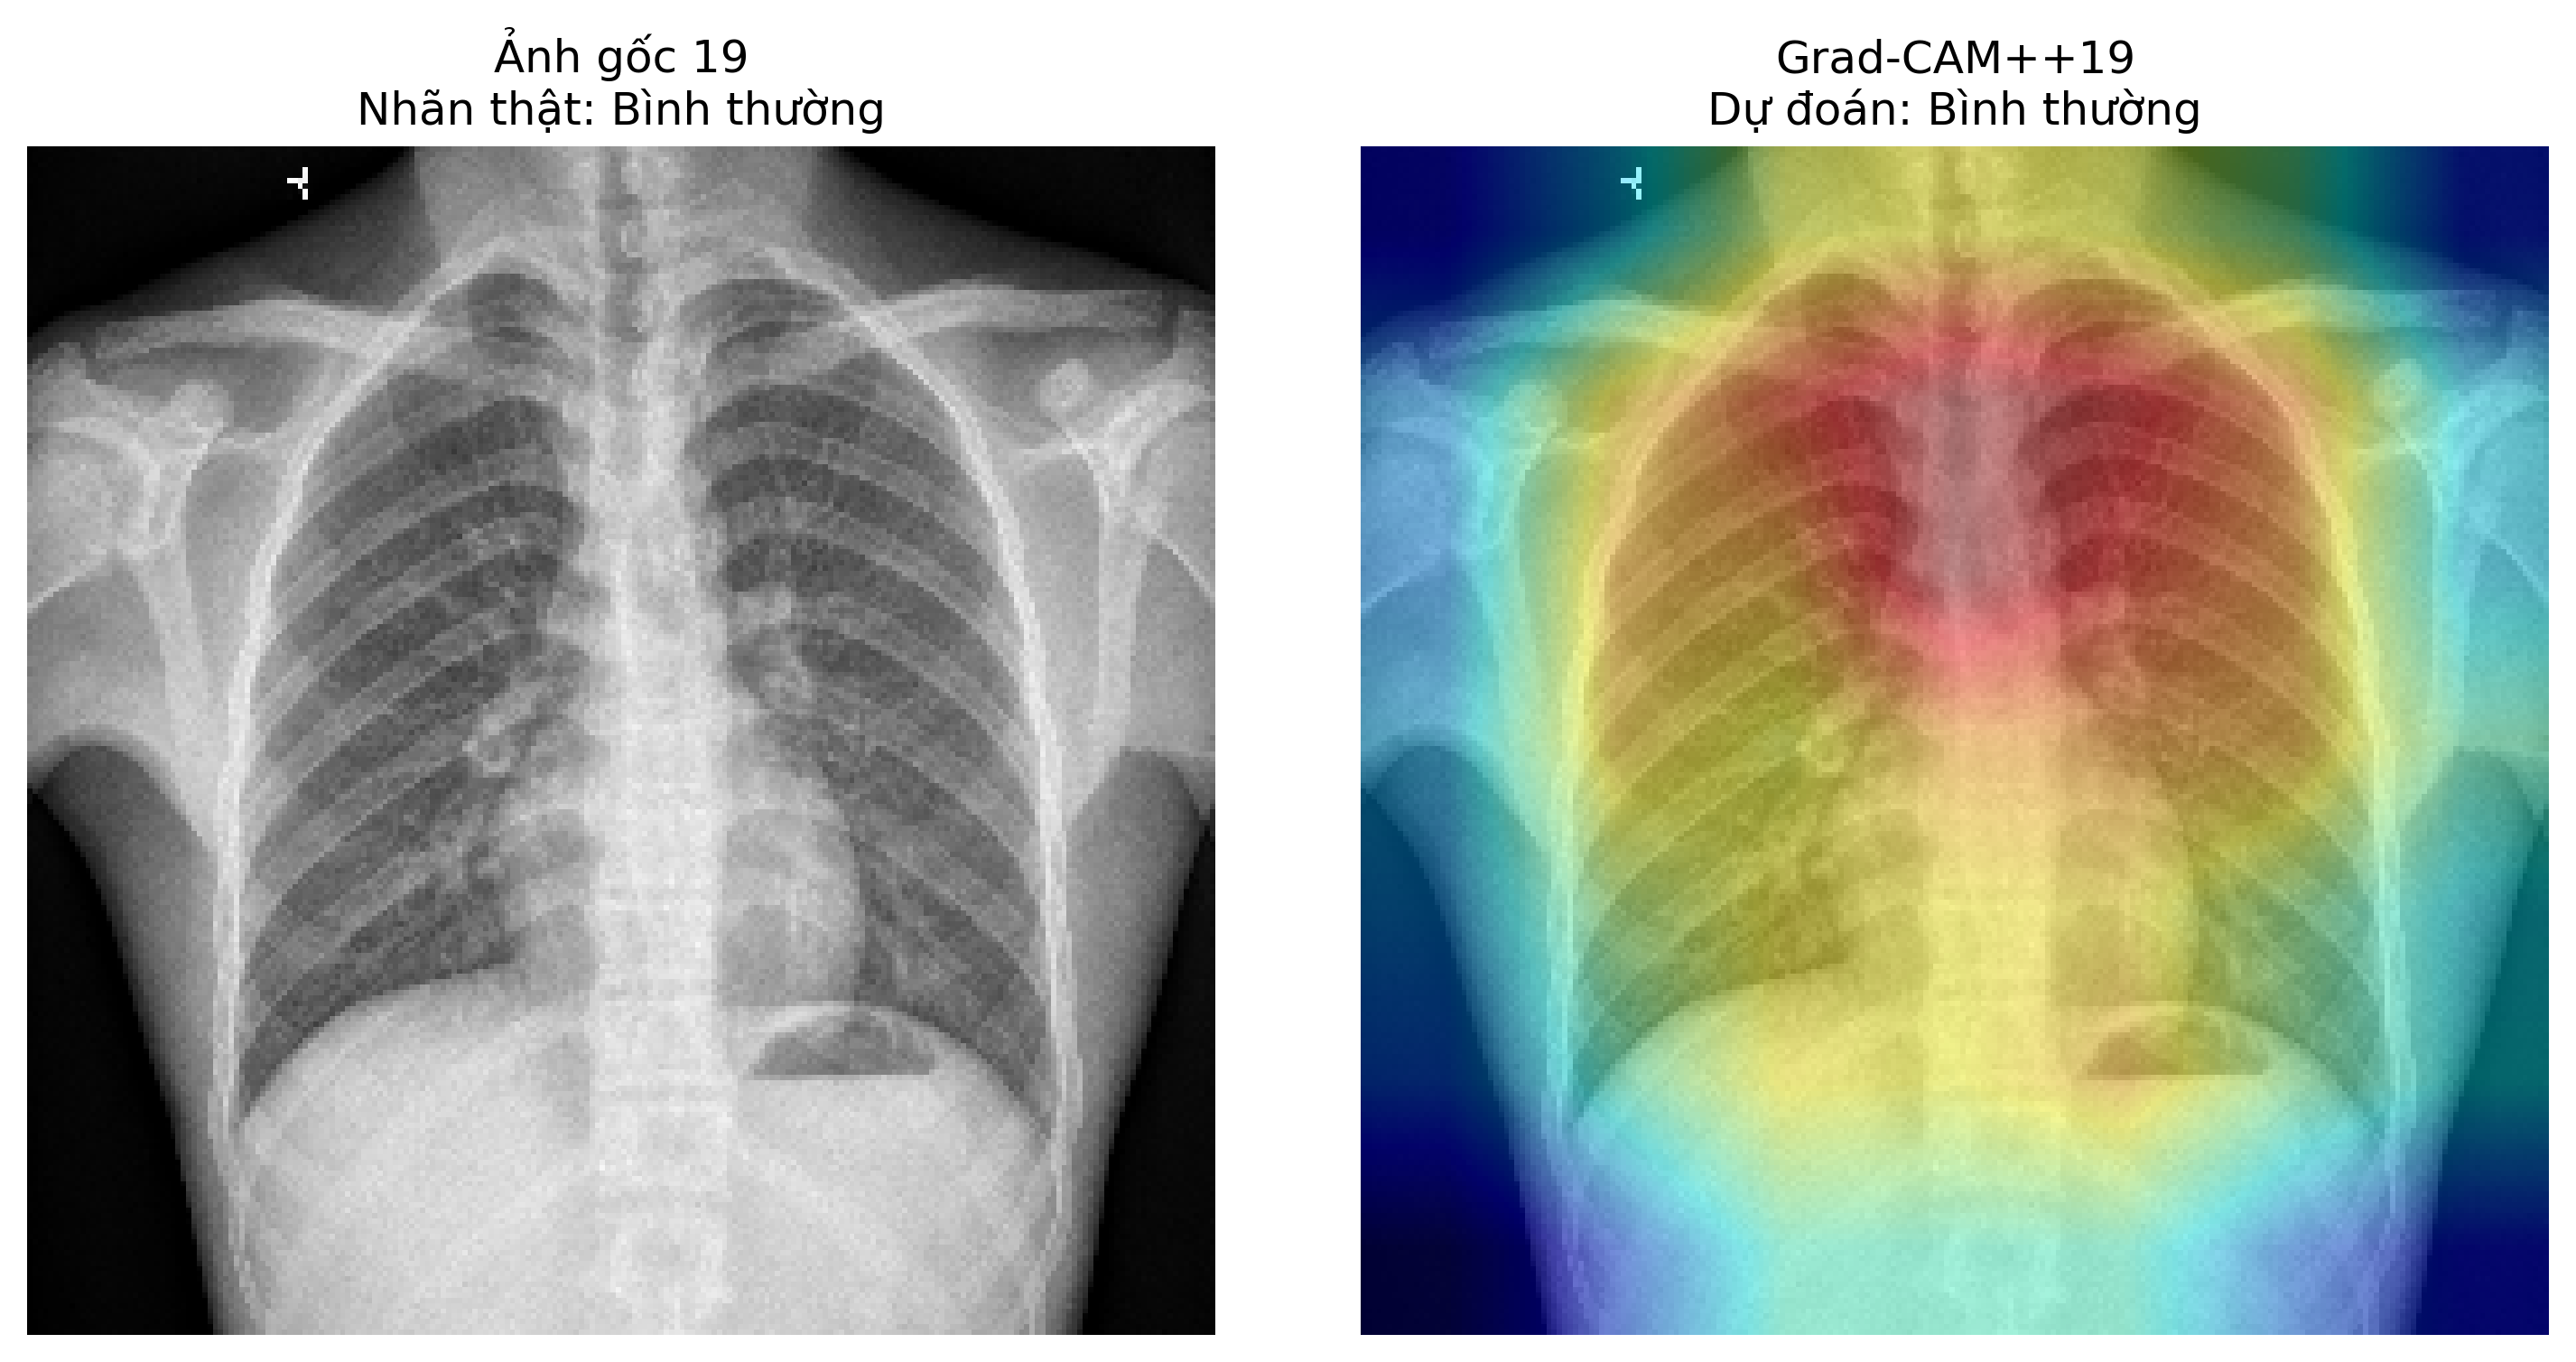 Ảnh gốc 19
Nhãn thật: Bình thường
Grad-CAM++19
Dự đoán: Bình thường